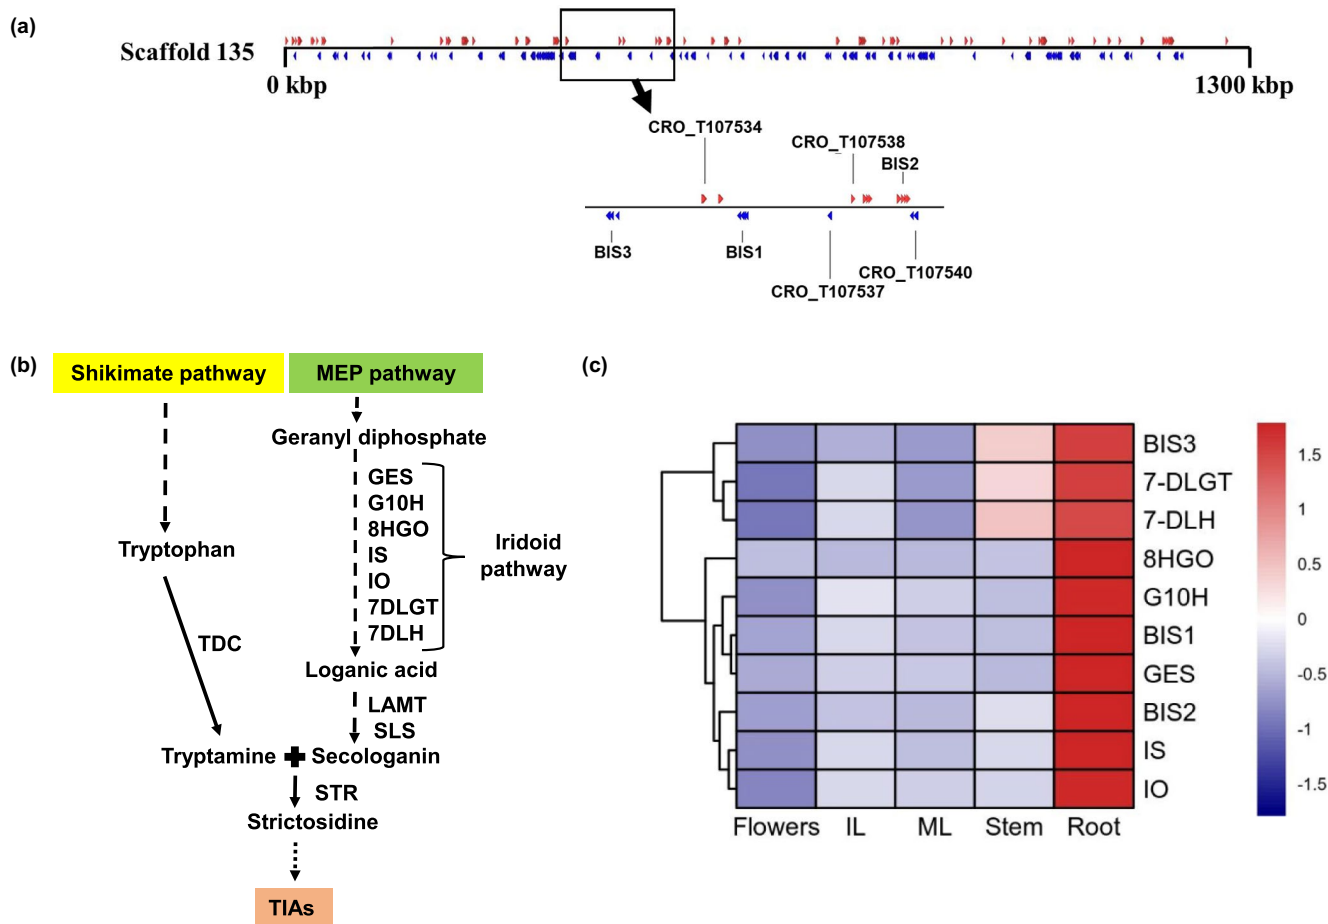 (a)
Scaffold 135
0 kbp
1300 kbp
CRO_T107534
CRO_T107538
BIS2
BIS3
BIS1
CRO_T107540
CRO_T107537
(b)
Shikimate pathway
MEP pathway
Geranyl diphosphate
GES
G10H
8HGO
IS
IO
7DLGT
7DLH
Iridoid
pathway
Tryptophan
TDC
Loganic acid
LAMT
SLS
Tryptamine + Secologanin
STR
Strictosidine
TIAs
(c)
BIS3
7-DLGT
7-DLH
8HGO
G10H
BIS1
GES
BIS2
IS
IO
Flowers IL ML Stem Root
1.5
1
0.5
0
-0.5
-1
-1.5